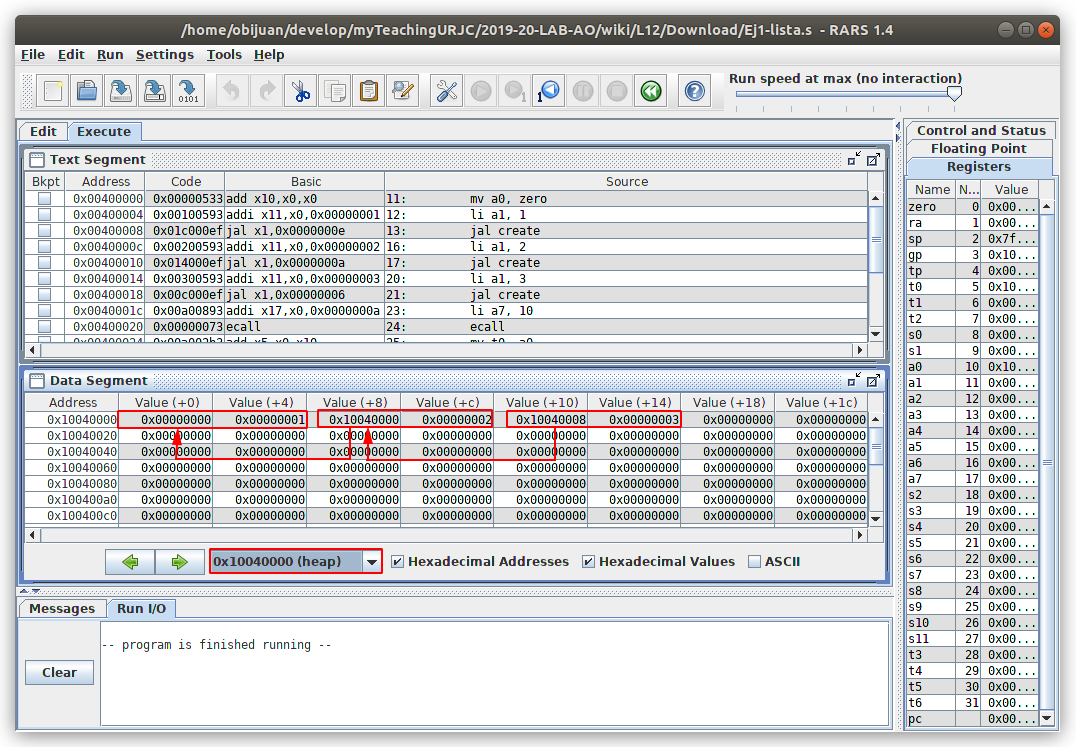 /home/obijuan/develop/myTeachingURJC/2019-20-LAB-AO/wiki/L12/Download/Ej1-lista.s - RARS 1.4
File Edit Run Settings Tools Help
Run speed at max (no interaction)
Edit Execute
Text Segment
Bkpt Address Code Basic Source
0x00400000 0x00000533 add x10,x0,x0 11: mv a0, zero
0x00400004 0x00100593 addi x11,x0,0x00000001 12: li a1, 1
0x00400008 0x01c000ef jal x1,0x0000000e 13: jal create
0x0040000c 0x00200593 addi x11,x0,0x00000002 16: li a1, 2
0x00400010 0x014000ef jal x1,0x0000000a 17: jal create
0x00400014 0x00300593 addi x11,x0,0x00000003 20: li a1, 3
0x00400018 0x00c000ef jal x1,0x00000006 21: jal create
0x0040001c 0x00a00893 addi x17,x0,0x0000000a 23: li a7, 10
0x00400020 0x00000073 ecall 24: ecall
Data Segment
Address Value (+0) Value (+4) Value (+8) Value (+c) Value (+10) Value (+14) Value (+18) Value (+1c)
0x10040000 0x00000000 0x00000001 0x10040000 0x00000002 0x10040008 0x00000003 0x00000000 0x00000000
0x10040020 0x00000000 0x00000000 0x00000000 0x00000000 0x00000000 0x00000000 0x00000000 0x00000000
0x10040040 0x00000000 0x00000000 0x00000000 0x00000000 0x00000000 0x00000000 0x00000000 0x00000000
0x10040060 0x00000000 0x00000000 0x00000000 0x00000000 0x00000000 0x00000000 0x00000000 0x00000000
0x10040080 0x00000000 0x00000000 0x00000000 0x00000000 0x00000000 0x00000000 0x00000000 0x00000000
0x100400a0 0x00000000 0x00000000 0x00000000 0x00000000 0x00000000 0x00000000 0x00000000 0x00000000
0x100400c0 0x00000000 0x00000000 0x00000000 0x00000000 0x00000000 0x00000000 0x00000000 0x00000000
0x10040000 (heap) Hexadecimal Addresses Hexadecimal Values ASCII
Messages Run I/O
-- program is finished running --
Clear
Control and Status
Floating Point
Registers
Name N... Value
zero 0 0x00...
ra 1 0x00...
sp 2 0x7f...
gp 3 0x10...
tp 4 0x00...
t0 5 0x10...
t1 6 0x00...
t2 7 0x00...
s0 8 0x00...
s1 9 0x00...
a0 10 0x10...
a1 11 0x00...
a2 12 0x00...
a3 13 0x00...
a4 14 0x00...
a5 15 0x00...
a6 16 0x00...
a7 17 0x00...
s2 18 0x00...
s3 19 0x00...
s4 20 0x00...
s5 21 0x00...
s6 22 0x00...
s7 23 0x00...
s8 24 0x00...
s9 25 0x00...
s10 26 0x00...
s11 27 0x00...
t3 28 0x00...
t4 29 0x00...
t5 30 0x00...
t6 31 0x00...
pc 0x00...